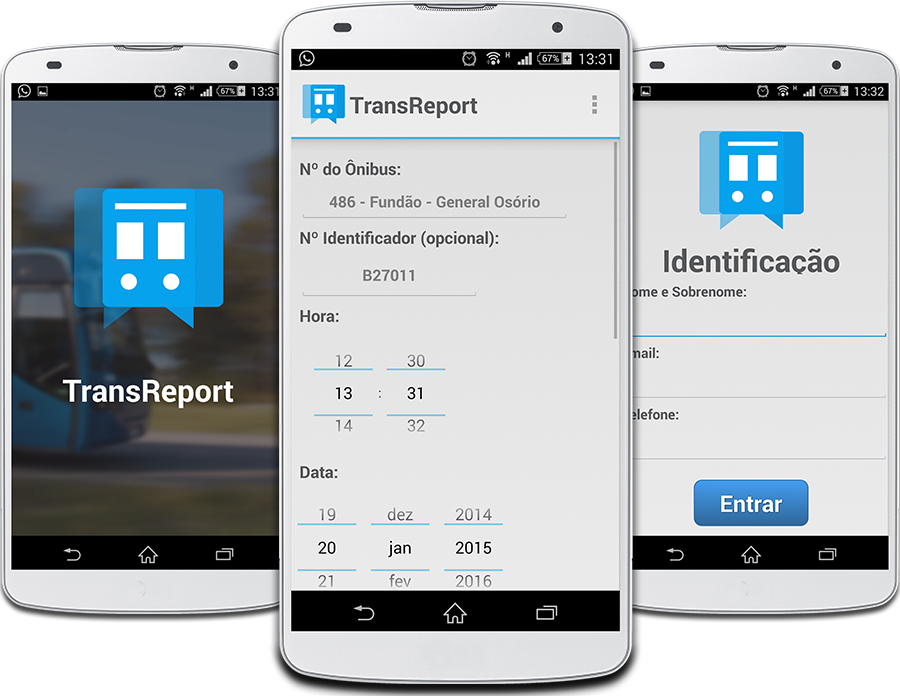 67%
13:31
TransReport
H
67%
13:31
TransReport
Nº do Ônibus:
486 - Fundão - General Osório
Nº Identificador (opcional):
B27011
Hora:
12 30
13 : 31
14 32
Data:
19 dez 2014
20 jan 2015
21 fev 2016
H
67%
13:32
Identificação
ome e Sobrenome:
mail:
elefone:
Entrar